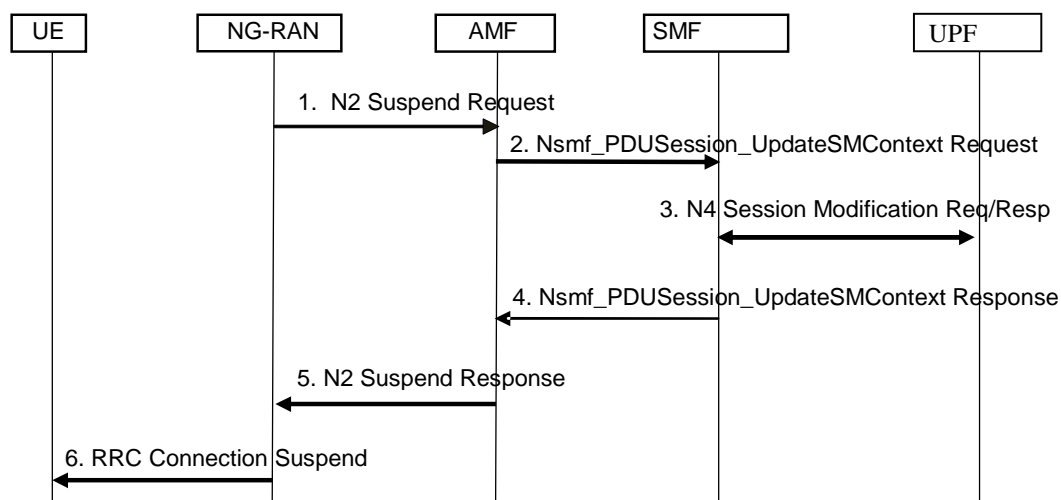 UE
NG-RAN
AMF
SMF
UPF
1. N2 Suspend Request
2. Nsmf_PDUSession_UpdateSMContext Request
3. N4 Session Modification Req/Resp
4. Nsmf_PDUSession_UpdateSMContext Response
5. N2 Suspend Response
6. RRC Connection Suspend